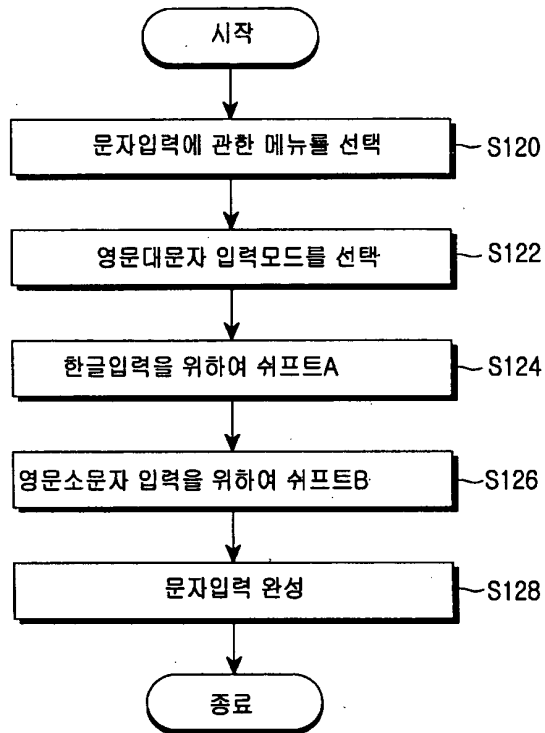 시작
문자입력에 관한 메뉴를 선택
S120
영문대문자 입력모드를 선택
S122
한글입력을 위하여 쉬프트A
S124
영문소문자 입력을 위하여 쉬프트B
S126
문자입력 완성
S128
종료